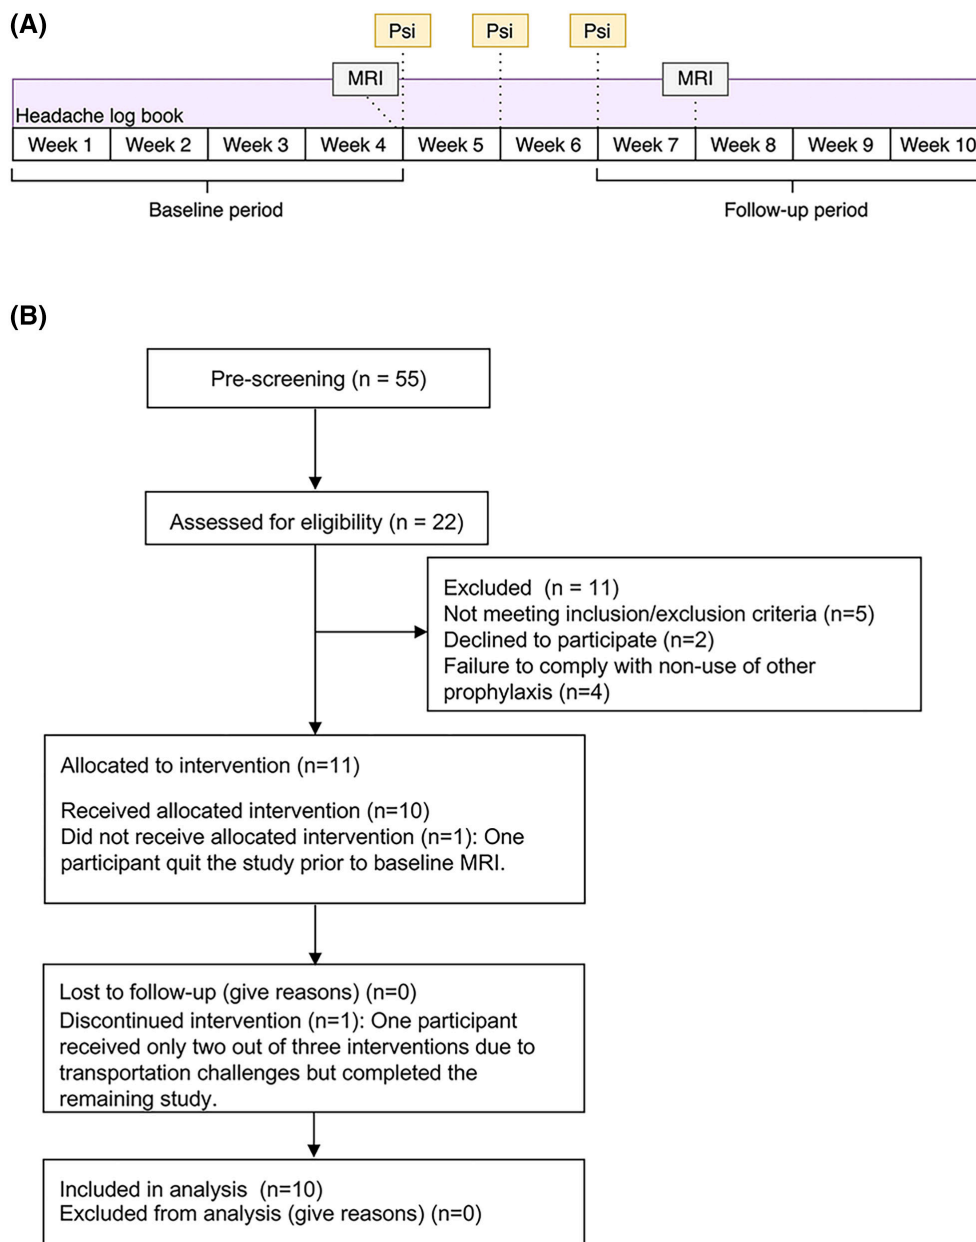 (A)
Psi Psi Psi
MRI MRI
Headache log book
Week 1 Week 2 Week 3 Week 4 Week 5 Week 6 Week 7 Week 8 Week 9 Week 10
Baseline period Follow-up period
(B)
Pre-screening (n = 55)
Assessed for eligibility (n = 22)
Excluded (n = 11)
Not meeting inclusion/exclusion criteria (n=5)
Declined to participate (n=2)
Failure to comply with non-use of other
prophylaxis (n=4)
Allocated to intervention (n=11)
Received allocated intervention (n=10)
Did not receive allocated intervention (n=1): One
participant quit the study prior to baseline MRI.
Lost to follow-up (give reasons) (n=0)
Discontinued intervention (n=1): One participant
received only two out of three interventions due to
transportation challenges but completed the
remaining study.
Included in analysis (n=10)
Excluded from analysis (give reasons) (n=0)